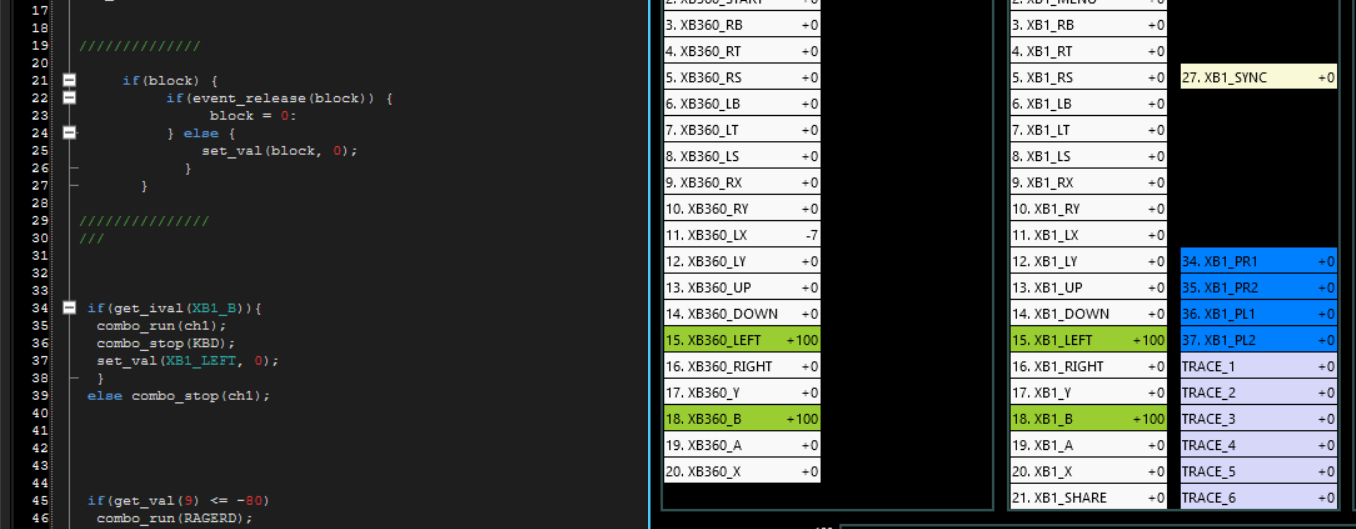 17
18
19 //////////////
20
21 if(block) {
22 if(event_release(block)) {
23 block = 0:
24 } else {
25 set_val(block, 0);
26 }
27 }
28
29 ///////////////
30 ///
31
32
33
34 if(get_ival(XB1_B)){
35 combo_run(ch1);
36 combo_stop(KBD);
37 set_val(XB1_LEFT, 0);
38 }
39 else combo_stop(ch1);
40
41
42
43
44
45 if(get_val(9) <= -80)
46 combo_run(RAGERD);
2. XB360_START +0
3. XB360_RB +0
4. XB360_RT +0
5. XB360_RS +0
6. XB360_LB +0
7. XB360_LT +0
8. XB360_LS +0
9. XB360_RX +0
10. XB360_RY +0
11. XB360_LX -7
12. XB360_LY +0
13. XB360_UP +0
14. XB360_DOWN +0
15. XB360_LEFT +100
16. XB360_RIGHT +0
17. XB360_Y +0
18. XB360_B +100
19. XB360_A +0
20. XB360_X +0
2. XB1_MENU +0
3. XB1_RB +0
4. XB1_RT +0
5. XB1_RS +0
6. XB1_LB +0
7. XB1_LT +0
8. XB1_LS +0
9. XB1_RX +0
10. XB1_RY +0
11. XB1_LX +0
12. XB1_LY +0
13. XB1_UP +0
14. XB1_DOWN +0
15. XB1_LEFT +100
16. XB1_RIGHT +0
17. XB1_Y +0
18. XB1_B +100
19. XB1_A +0
20. XB1_X +0
21. XB1_SHARE +0
27. XB1_SYNC +0
34. XB1_PR1 +0
35. XB1_PR2 +0
36. XB1_PL1 +0
37. XB1_PL2 +0
TRACE_1 +0
TRACE_2 +0
TRACE_3 +0
TRACE_4 +0
TRACE_5 +0
TRACE_6 +0